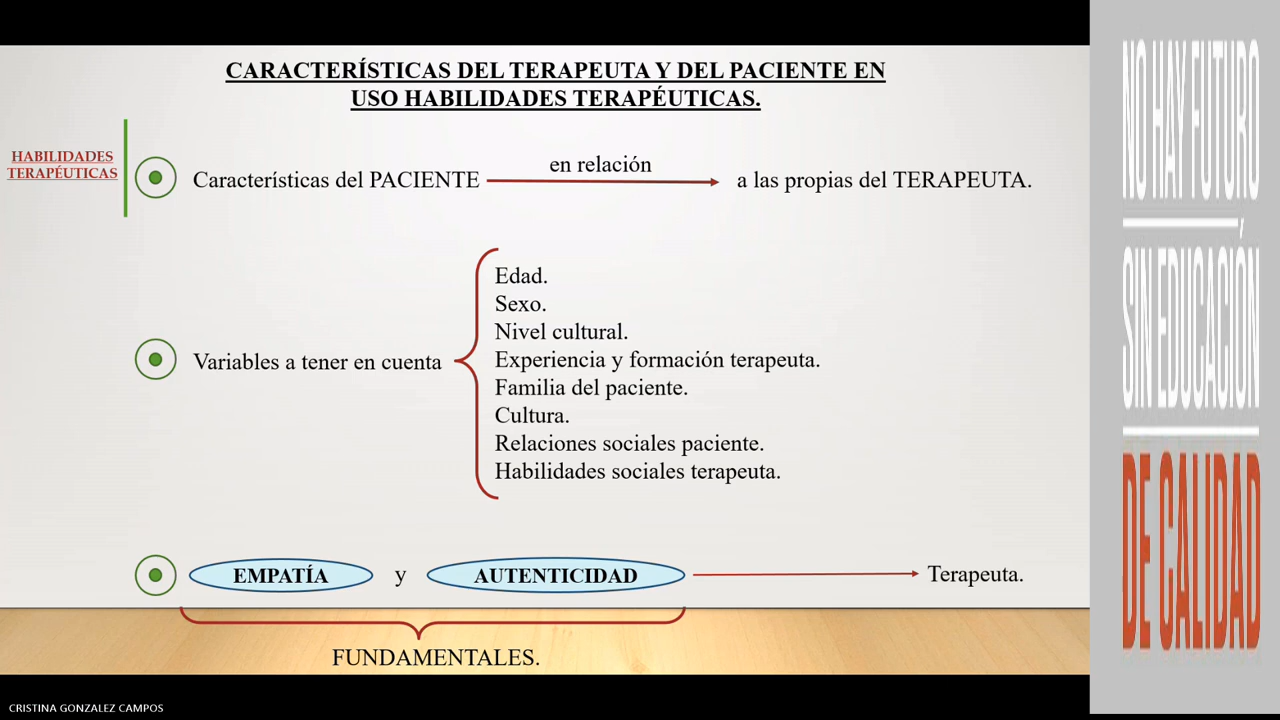 CARACTERÍSTICAS DEL TERAPEUTA Y DEL PACIENTE EN
USO HABILIDADES TERAPÉUTICAS.
HABILIDADES
TERAPÉUTICAS
Características del PACIENTE
en relación
a las propias del TERAPEUTA.
Variables a tener en cuenta
Edad.
Sexo.
Nivel cultural.
Experiencia y formación terapeuta.
Familia del paciente.
Cultura.
Relaciones sociales paciente.
Habilidades sociales terapeuta.
EMPATÍA
y
AUTENTICIDAD
Terapeuta.
FUNDAMENTALES.
NO HAY FUTURO
SIN EDUCACIÓN
DE CALIDAD
CRISTINA GONZALEZ CAMPOS